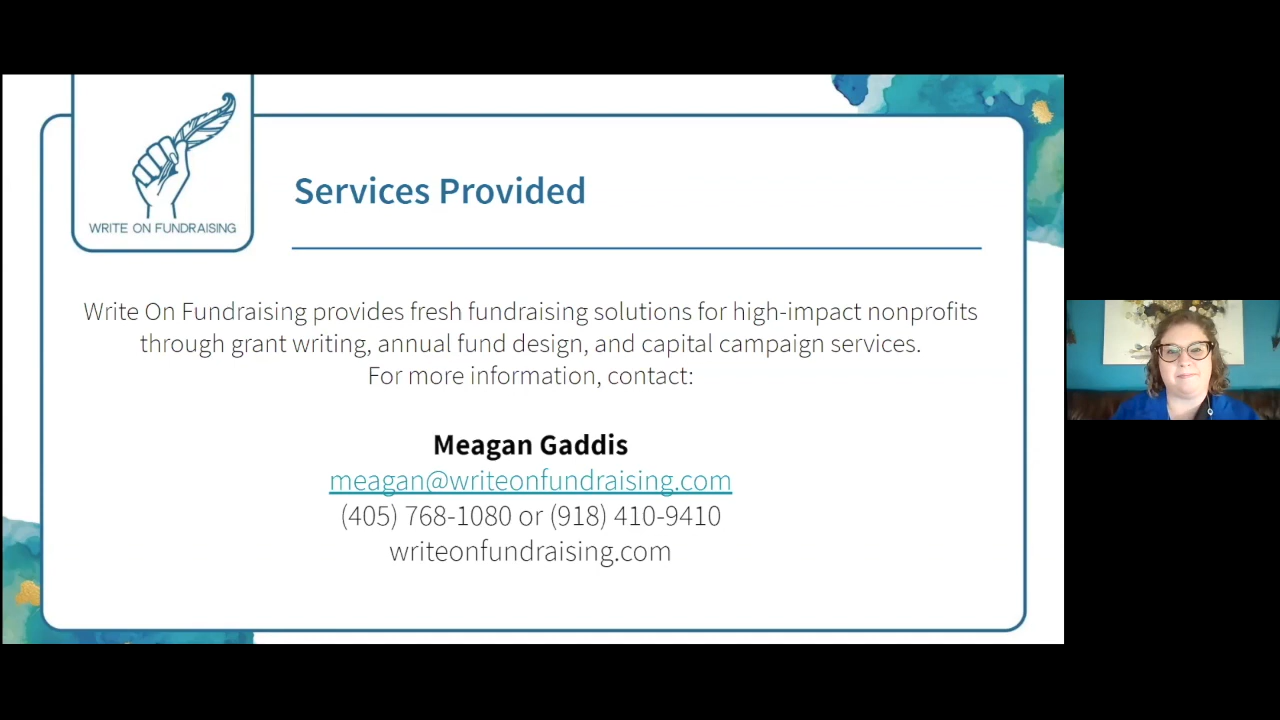 WRITE ON FUNDRAISING
Services Provided
Write On Fundraising provides fresh fundraising solutions for high-impact nonprofits
through grant writing, annual fund design, and capital campaign services.
For more information, contact:
Meagan Gaddis
meagan@writeonfundraising.com
(405) 768-1080 or (918) 410-9410
writeonfundraising.com